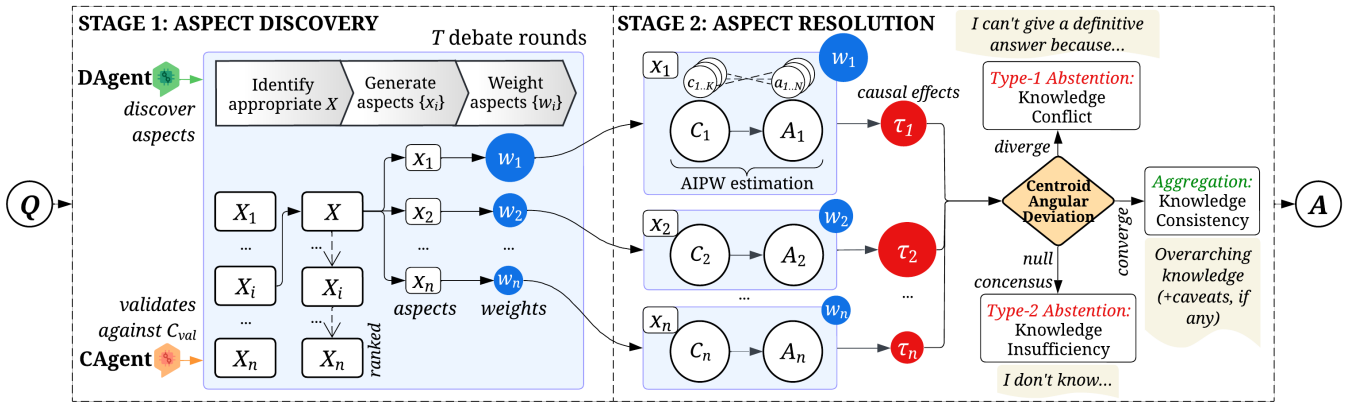 STAGE 1: ASPECT DISCOVERY
T debate rounds
DAgent
discover
aspects
Identify
appropriate X
Generate
aspects {xᵢ}
Weight
aspects {wᵢ}
Q
X₁
...
Xᵢ
...
Xₙ
X
...
Xᵢ
...
Xₙ
ranked
x₁
x₂
...
xₙ
aspects
w₁
w₂
...
wₙ
weights
validates
against C_val
CAgent
STAGE 2: ASPECT RESOLUTION
x₁
c₁..K
a₁..N
w₁
C₁
A₁
AIPW estimation
x₂
w₂
C₂
A₂
...
xₙ
wₙ
Cₙ
Aₙ
causal effects
τ₁
τ₂
...
τₙ
I can't give a definitive
answer because...
Type-1 Abstention:
Knowledge
Conflict
diverge
Centroid
Angular
Deviation
converge
Aggregation:
Knowledge
Consistency
Overarching
knowledge
(+caveats, if
any)
null
concensus
Type-2 Abstention:
Knowledge
Insufficiency
I don't know...
A